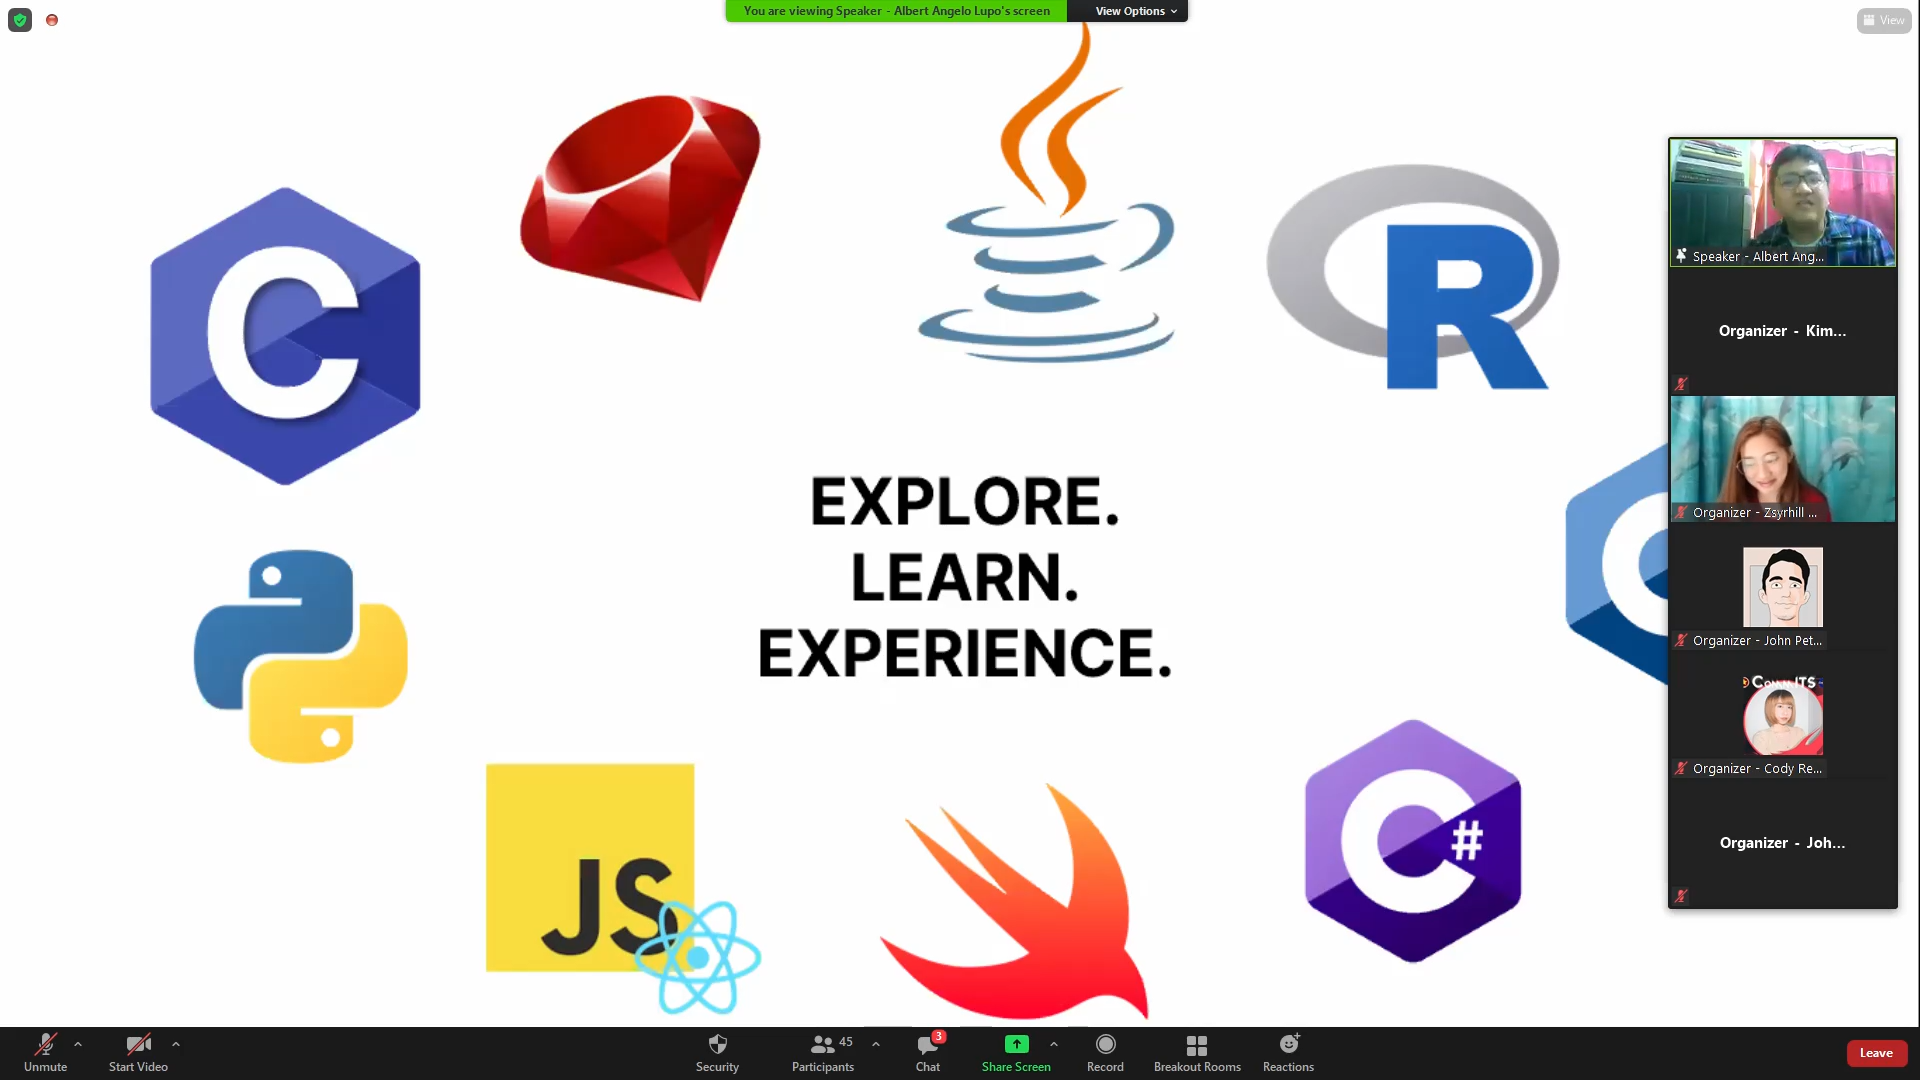 You are viewing Speaker - Albert Angelo Lupo's screen
View Options
View
C
R
EXPLORE.
LEARN.
EXPERIENCE.
JS
C#
Speaker - Albert Ang...
Organizer - Kim...
Organizer - Zsyrhill ...
Organizer - John Pet...
CommITS
Organizer - Cody Re...
Organizer - Joh...
Unmute
Start Video
Security
45
Participants
3
Chat
Share Screen
Record
Breakout Rooms
Reactions
Leave